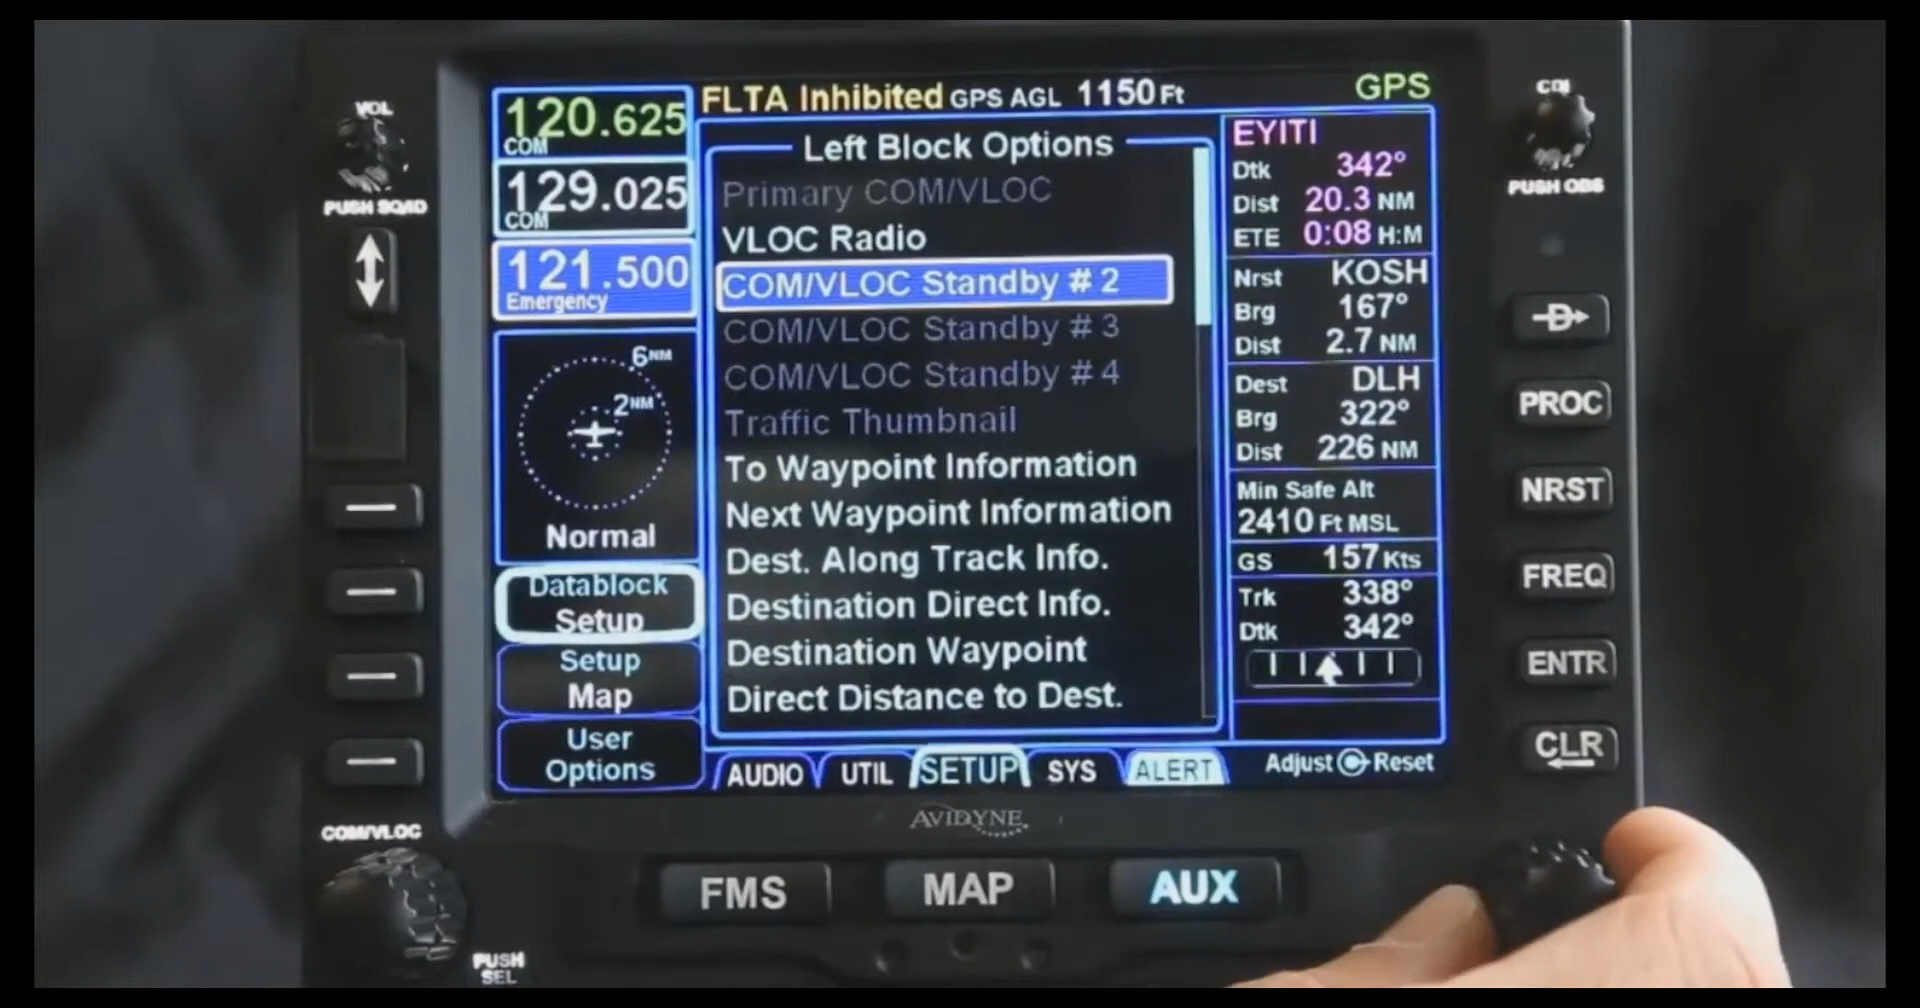 VOL
PUSH SQ/ID
COM/VLOC
PUSH
SEL
120.625
COM
129.025
COM
121.500
Emergency
6NM
2NM
Normal
Datablock
Setup
Setup
Map
User
Options
FLTA Inhibited GPS AGL 1150 Ft
GPS
Left Block Options
Primary COM/VLOC
VLOC Radio
COM/VLOC Standby # 2
COM/VLOC Standby # 3
COM/VLOC Standby # 4
Traffic Thumbnail
To Waypoint Information
Next Waypoint Information
Dest. Along Track Info.
Destination Direct Info.
Destination Waypoint
Direct Distance to Dest.
EYITI
Dtk 342°
Dist 20.3 NM
ETE 0:08 H:M
Nrst KOSH
Brg 167°
Dist 2.7 NM
Dest DLH
Brg 322°
Dist 226 NM
Min Safe Alt
2410 Ft MSL
GS 157 Kts
Trk 338°
Dtk 342°
AUDIO UTIL SETUP SYS ALERT Adjust Reset
AVIDYNE
FMS MAP AUX
CDI
PUSH OBS
D
PROC
NRST
FREQ
ENTR
CLR